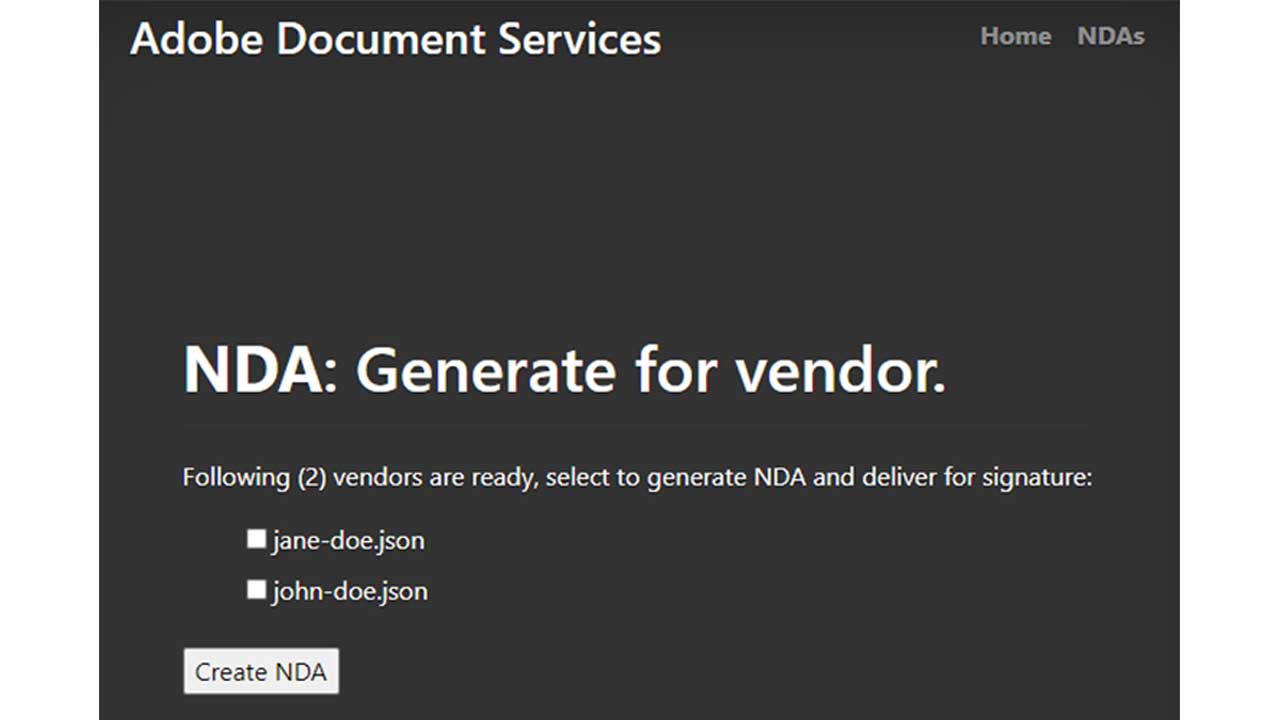 Adobe Document Services
Home NDAs
NDA: Generate for vendor.
Following (2) vendors are ready, select to generate NDA and deliver for signature:
jane-doe.json
john-doe.json
Create NDA